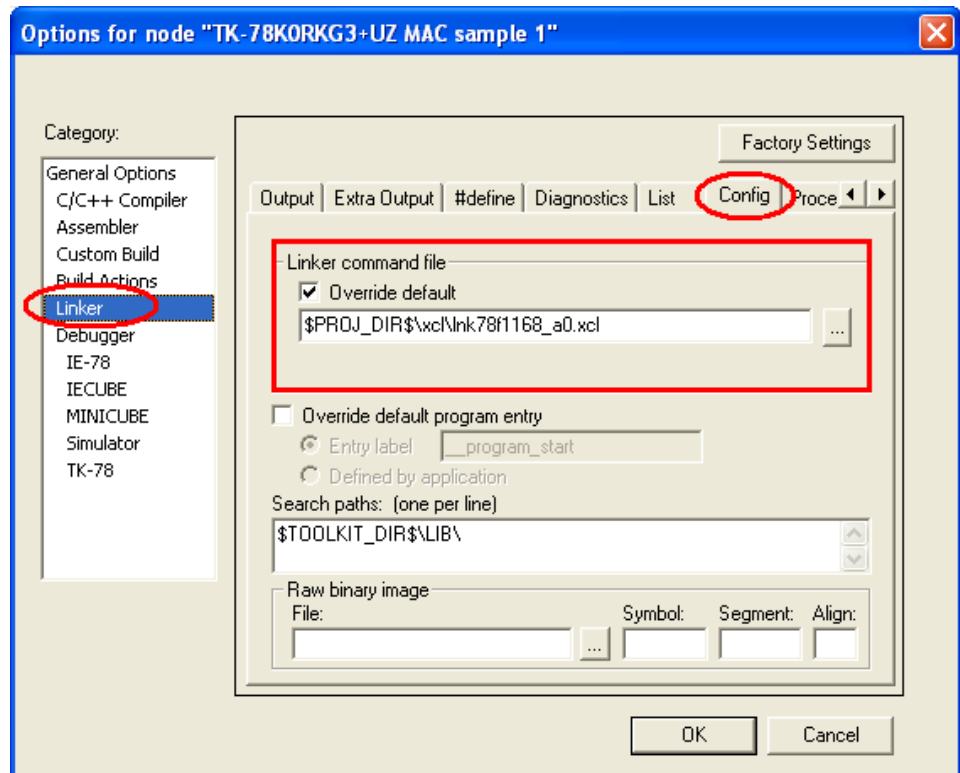 Options for node "TK-78K0RKG3+UZ MAC sample 1"
Category:
General Options
C/C++ Compiler
Assembler
Custom Build
Build Actions
Linker
Debugger
IE-78
IECUBE
MINICUBE
Simulator
TK-78
Factory Settings
Output Extra Output #define Diagnostics List Config Proce
Linker command file
Override default
$PROJ_DIR$\xcl\lnk78f1168_a0.xcl
...
Override default program entry
Entry label __program_start
Defined by application
Search paths: (one per line)
$TOOLKIT_DIR$\LIB\
Raw binary image
File: Symbol: Segment: Align:
...
OK Cancel